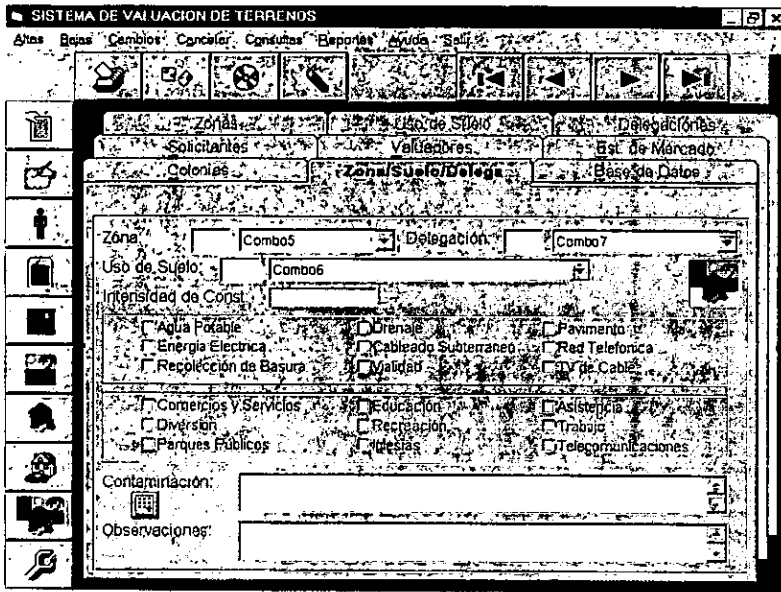 SISTEMA DE VALUACION DE TERRENOS
Altas Bajas Cambios Cancelar Consultas Reportes Ayuda Salir
Zonas Uso de Suelo Delegaciones
Solicitantes Valuadores Est. de Mercado
Colonias Zona/Suelo/Delega Base de Datos
Zona: Combo5 Delegación: Combo7
Uso de Suelo: Combo6
Intensidad de Const.
Agua Potable Drenaje Pavimento
Energia Electrica Cableado Subterraneo Red Telefonica
Recolección de Basura Vialidad TV de Cable
Comercios y Servicios Educación Asistencia
Diversión Recreación Trabajo
Parques Públicos Iglesias Telecomunicaciones
Contaminación:
Observaciones: